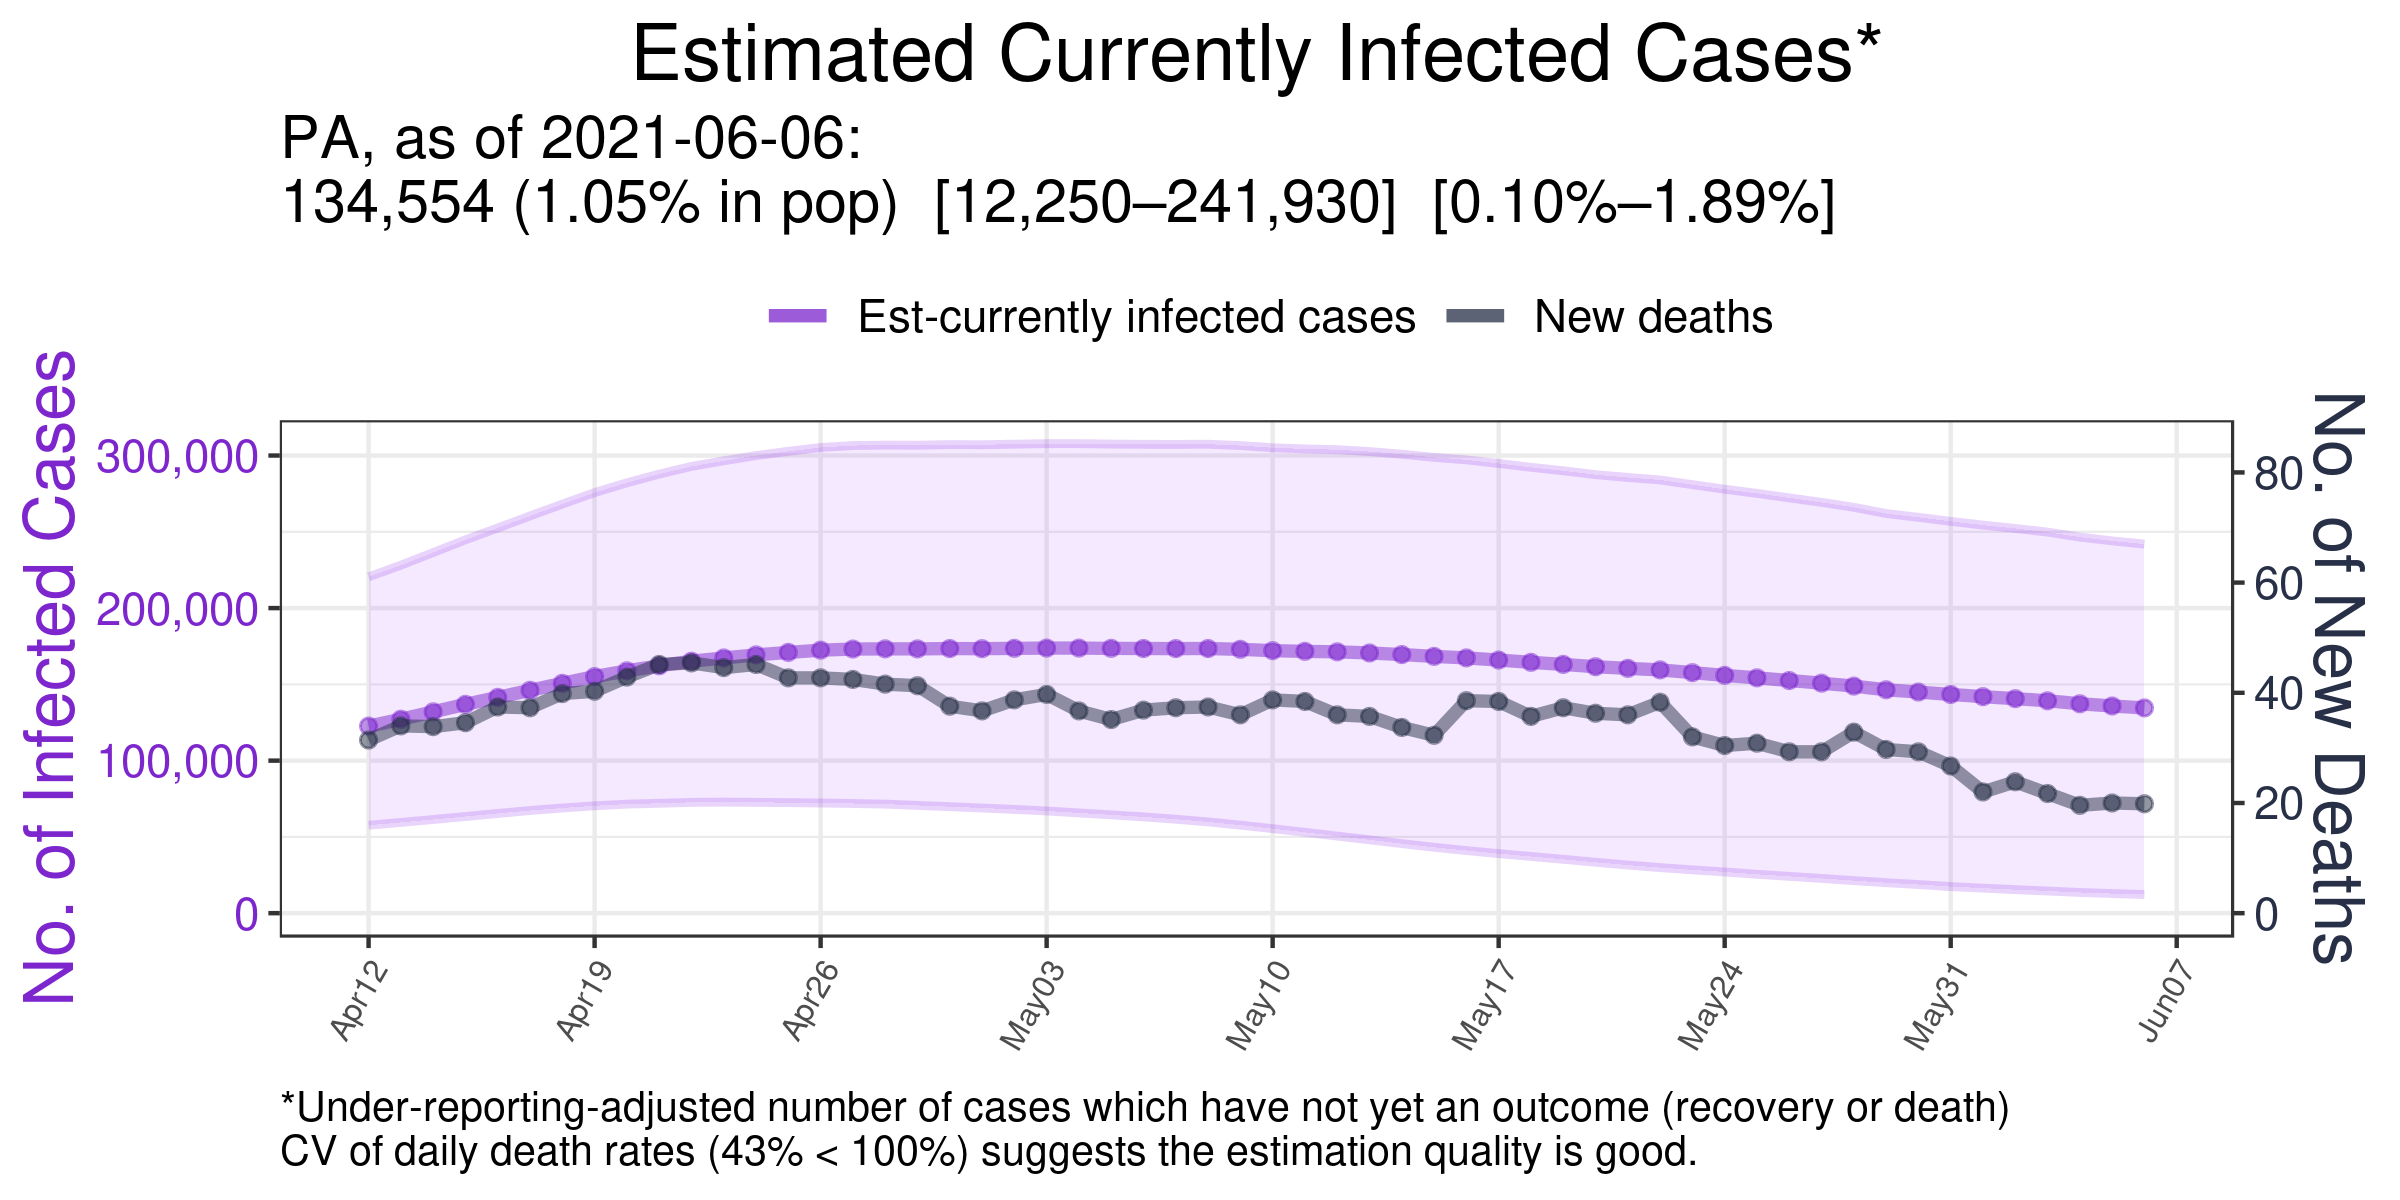 Estimated Currently Infected Cases*
PA, as of 2021-06-06:
134,554 (1.05% in pop)  [12,250–241,930]  [0.10%–1.89%]
Est-currently infected cases
New deaths
No. of Infected Cases
300,000
200,000
100,000
0
No. of New Deaths
80
60
40
20
0
Apr12
Apr19
Apr26
May03
May10
May17
May24
May31
Jun07
*Under-reporting-adjusted number of cases which have not yet an outcome (recovery or death)
CV of daily death rates (43% < 100%) suggests the estimation quality is good.